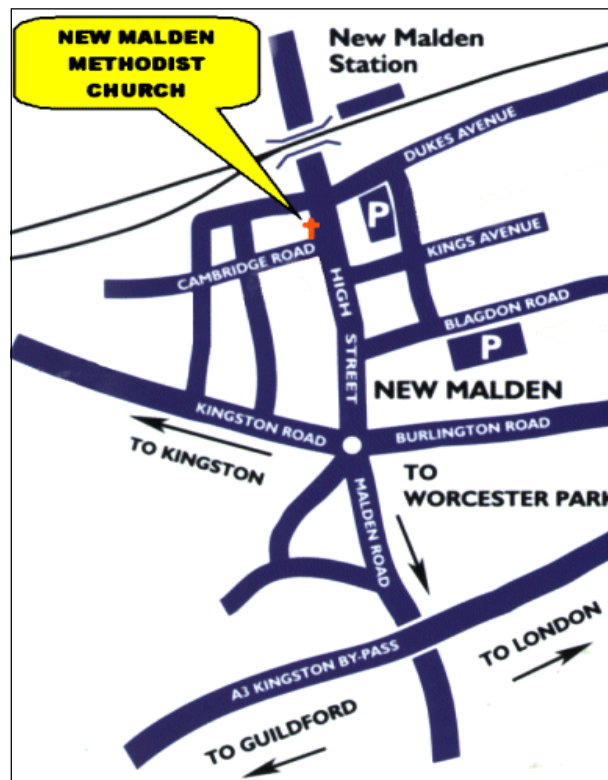 NEW MALDEN
METHODIST
CHURCH
New Malden
Station
DUKES AVENUE
P
KINGS AVENUE
CAMBRIDGE ROAD
HIGH STREET
BLAGDON ROAD
P
NEW MALDEN
KINGSTON ROAD
BURLINGTON ROAD
TO KINGSTON
TO
WORCESTER PARK
MALDEN ROAD
A3 KINGSTON BY-PASS
TO LONDON
TO GUILDFORD